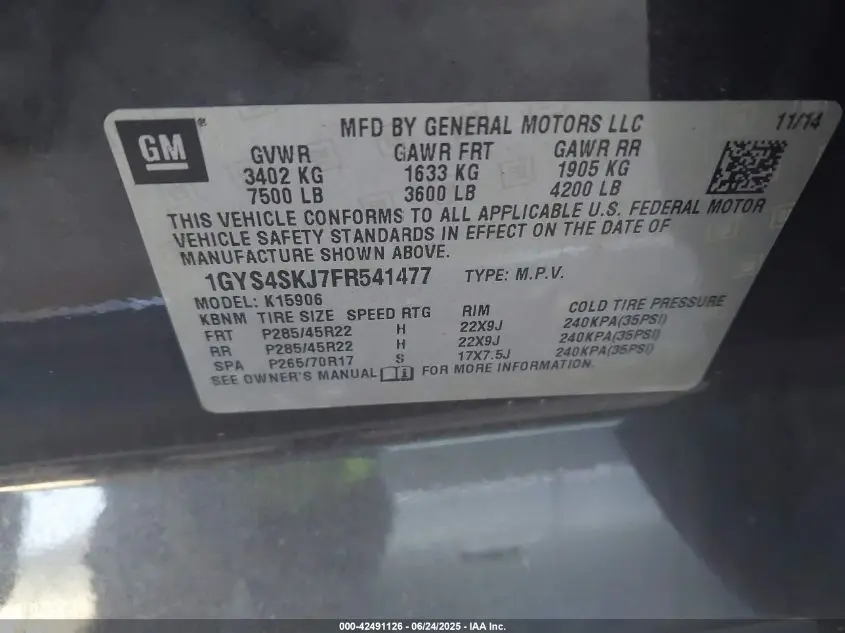 GM
MFD BY GENERAL MOTORS LLC 11/14
GVWR GAWR FRT GAWR RR
3402 KG 1633 KG 1905 KG
7500 LB 3600 LB 4200 LB
THIS VEHICLE CONFORMS TO ALL APPLICABLE U.S. FEDERAL MOTOR
VEHICLE SAFETY STANDARDS IN EFFECT ON THE DATE OF
MANUFACTURE SHOWN ABOVE.
1GYS4SKJ7FR541477 TYPE: M.P.V.
MODEL: K15906
KBNM TIRE SIZE SPEED RTG RIM COLD TIRE PRESSURE
FRT P285/45R22 H 22X9J 240KPA(35PSI)
RR P285/45R22 H 22X9J 240KPA(35PSI)
SPA P265/70R17 S 17X7.5J 240KPA(35PSI)
SEE OWNER'S MANUAL FOR MORE INFORMATION.
000-42491126 - 06/24/2025 - IAA Inc.